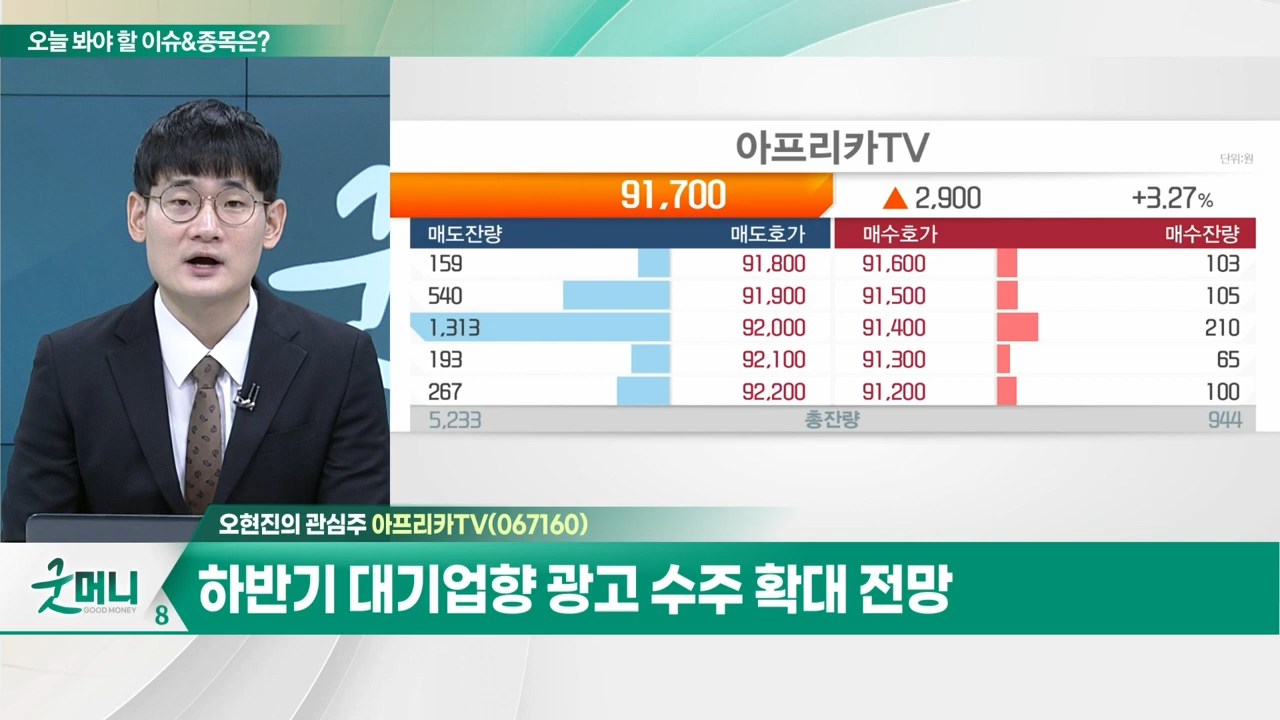 오늘 봐야 할 이슈&종목은?
아프리카TV
단위:원
91,700 ▲ 2,900 +3.27%
매도잔량 매도호가 매수호가 매수잔량
159 91,800 91,600 103
540 91,900 91,500 105
1,313 92,000 91,400 210
193 92,100 91,300 65
267 92,200 91,200 100
5,233 총잔량 944
오현진의 관심주 아프리카TV(067160)
굿머니
GOOD MONEY
8
하반기 대기업향 광고 수주 확대 전망